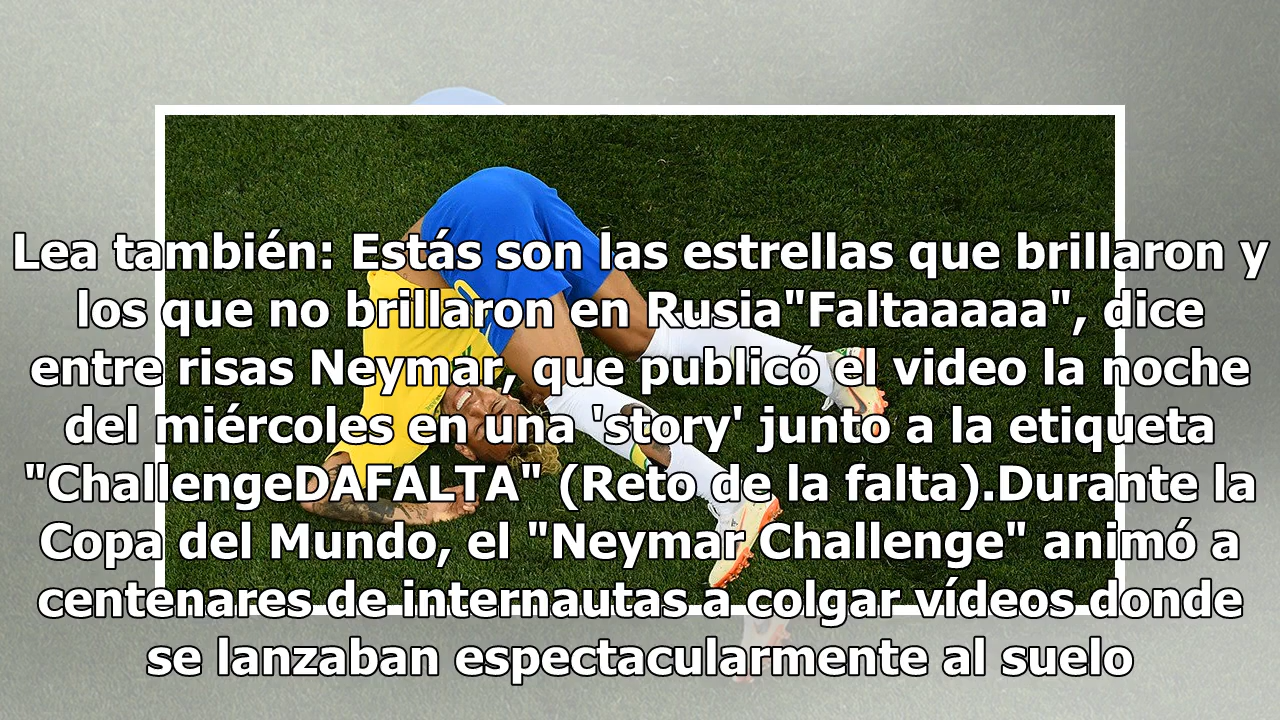 Lea también: Estás son las estrellas que brillaron y
los que no brillaron en Rusia"Faltaaaaa", dice
entre risas Neymar, que publicó el video la noche
del miércoles en una 'story' junto a la etiqueta
"ChallengeDAFALTA" (Reto de la falta).Durante la
Copa del Mundo, el "Neymar Challenge" animó a
centenares de internautas a colgar vídeos donde
se lanzaban espectacularmente al suelo